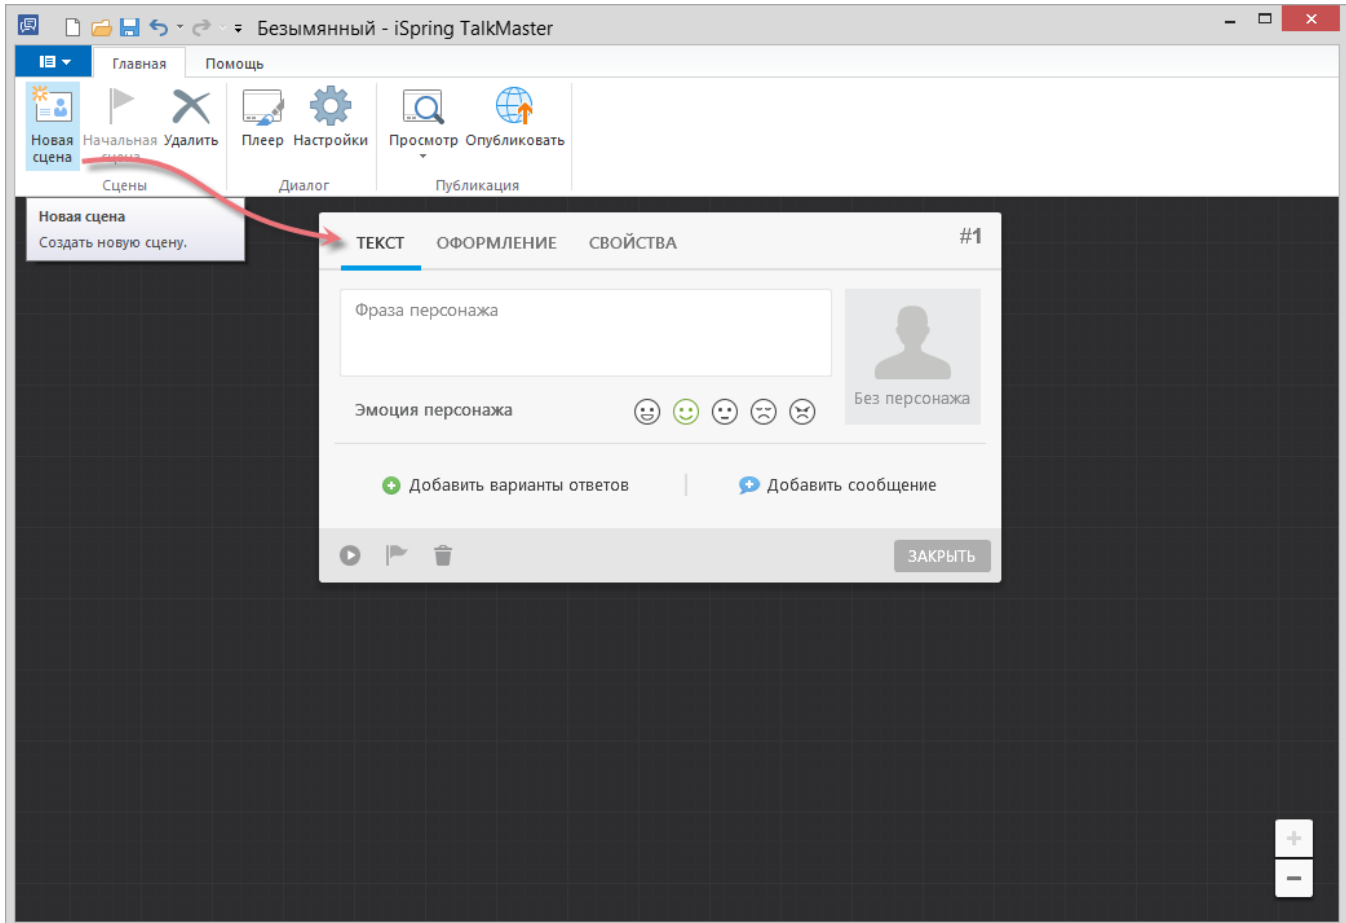 Безымянный - iSpring TalkMaster
Главная Помощь
Новая сцена
Начальная сцена
Удалить
Плеер
Настройки
Просмотр
Опубликовать
Сцены
Диалог
Публикация
Новая сцена
Создать новую сцену.
ТЕКСТ ОФОРМЛЕНИЕ СВОЙСТВА #1
Фраза персонажа
Без персонажа
Эмоция персонажа
Добавить варианты ответов
Добавить сообщение
ЗАКРЫТЬ